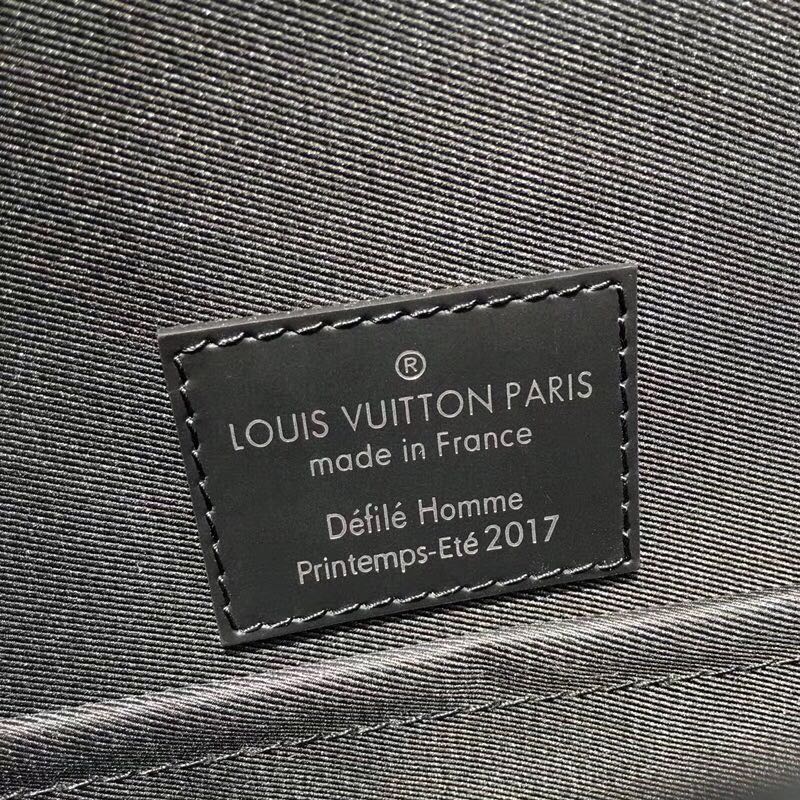 ®
LOUIS VUITTON PARIS
made in France
Défilé Homme
Printemps-Eté 2017